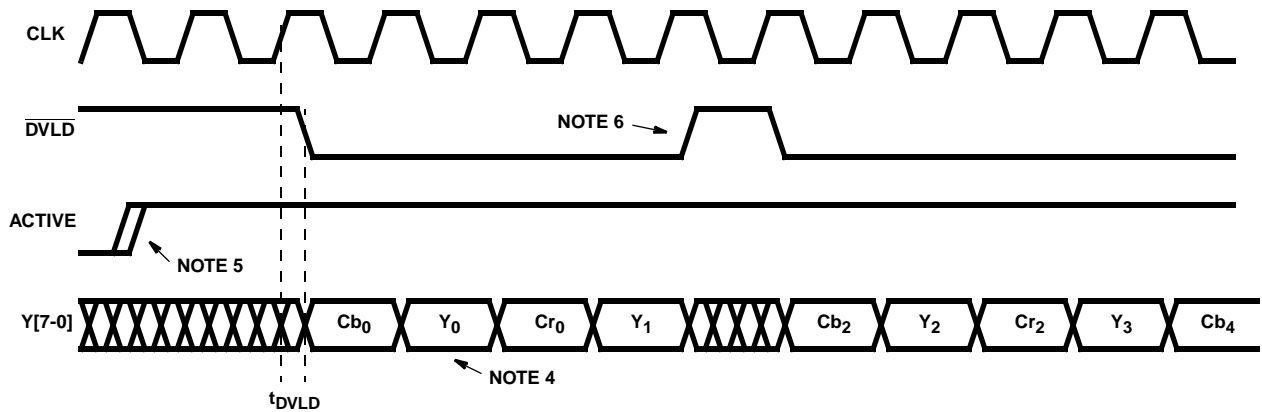 CLK
DVLD
NOTE 6
ACTIVE
NOTE 5
Y[7-0]
Cb0 Y0 Cr0 Y1 Cb2 Y2 Cr2 Y3 Cb4
NOTE 4
tDVLD